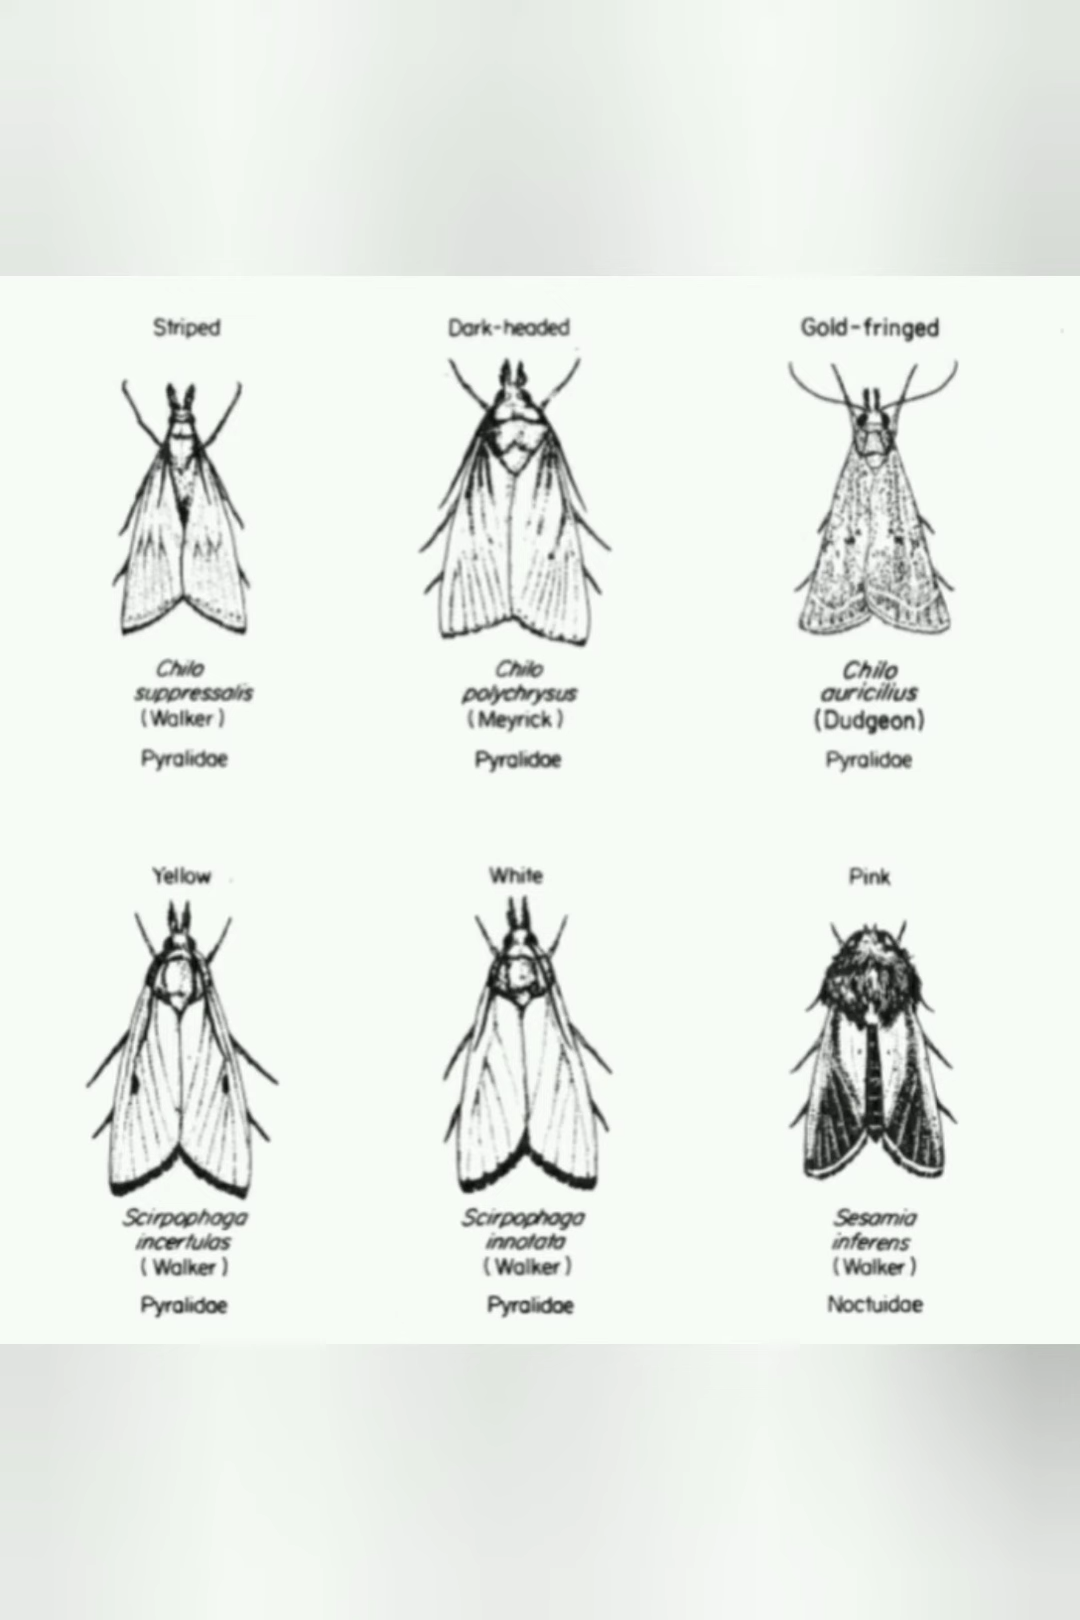 Striped
Dark-headed
Gold-fringed
Chilo
suppressalis
(Walker)
Pyralidae
Chilo
polychrysus
(Meyrick)
Pyralidae
Chilo
auricilius
(Dudgeon)
Pyralidae
Yellow
White
Pink
Scirpophaga
incertulas
(Walker)
Pyralidae
Scirpophaga
innotata
(Walker)
Pyralidae
Sesamia
inferens
(Walker)
Noctuidae